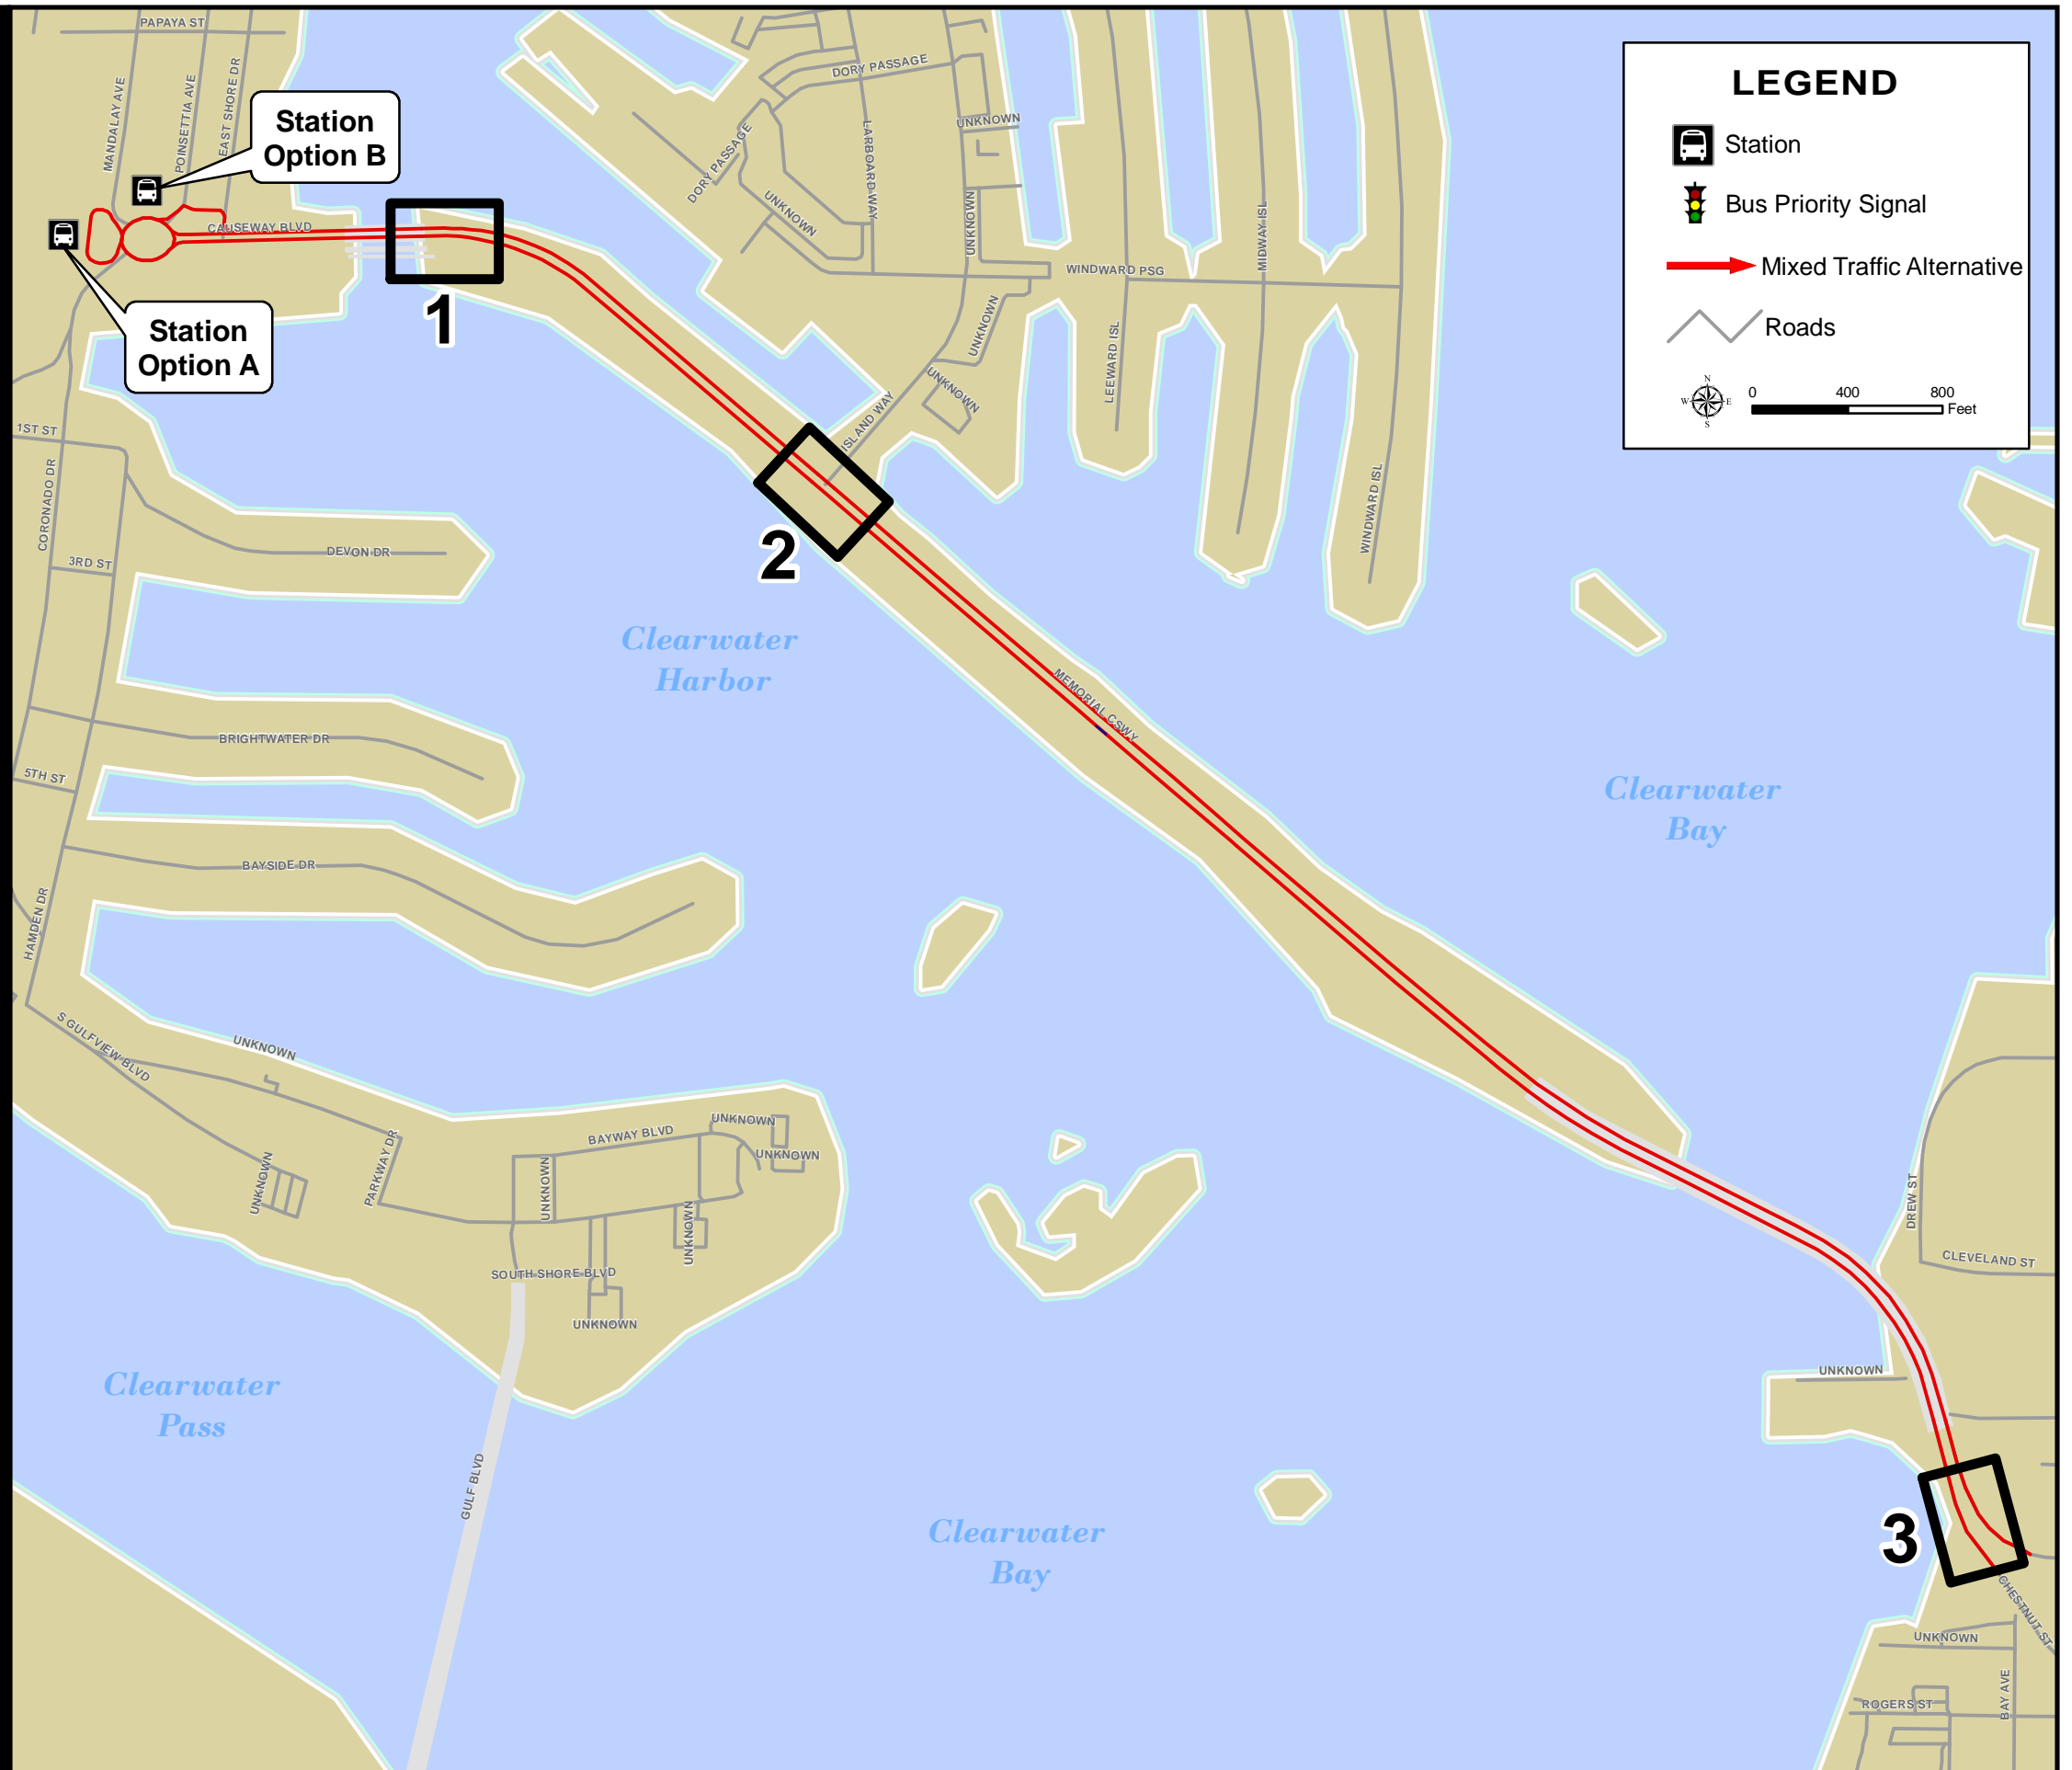 PAPAYA ST
MANDALAY AVE
POINSETTIA AVE
EAST SHORE DR
Station
Option B
CAUSEWAY BLVD
Station
Option A
1
DORY PASSAGE
DORY PASSAGE
LARBOARD WAY
UNKNOWN
UNKNOWN
UNKNOWN
WINDWARD PSG
MIDWAY ISL
UNKNOWN
LEEWARD ISL
UNKNOWN
ISLAND WAY
WINDWARD ISL
LEGEND
Station
Bus Priority Signal
Mixed Traffic Alternative
Roads
N
W
E
S
0 400 800
Feet
1ST ST
CORONADO DR
3RD ST
DEVON DR
2
Clearwater
Harbor
MEMORIAL CSWY
BRIGHTWATER DR
5TH ST
Clearwater
Bay
BAYSIDE DR
HAMDEN DR
S GULFVIEW BLVD
UNKNOWN
UNKNOWN
PARKWAY DR
BAYWAY BLVD
UNKNOWN
UNKNOWN
UNKNOWN
UNKNOWN
SOUTH SHORE BLVD
UNKNOWN
DREW ST
CLEVELAND ST
UNKNOWN
Clearwater
Pass
GULF BLVD
Clearwater
Bay
3
CHESTNUT ST
UNKNOWN
BAY AVE
ROGERS ST